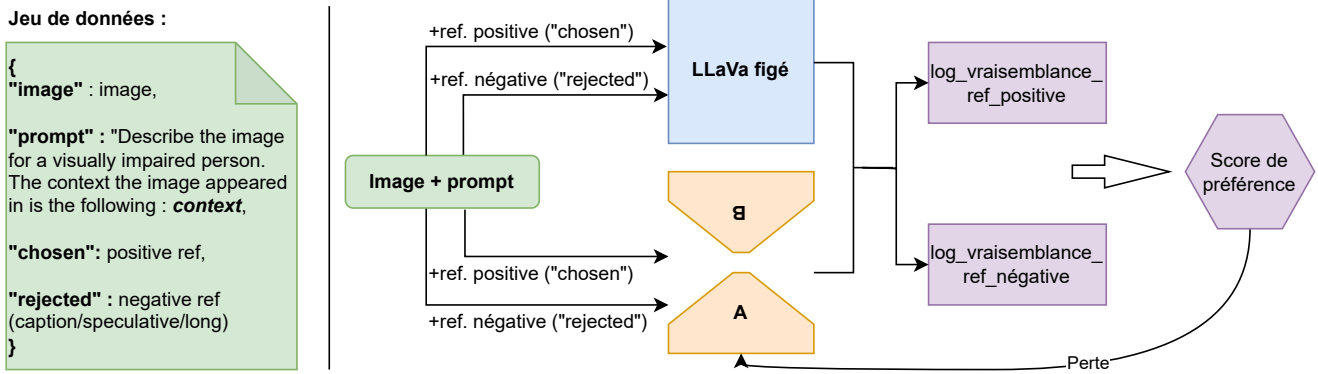 Jeu de données :
{
"image" : image,
"prompt" : "Describe the image
for a visually impaired person.
The context the image appeared
in is the following : context,
"chosen": positive ref,
"rejected" : negative ref
(caption/speculative/long)
}
+ref. positive ("chosen")
+ref. négative ("rejected")
Image + prompt
+ref. positive ("chosen")
+ref. négative ("rejected")
LLaVa figé
B
A
log_vraisemblance_
ref_positive
log_vraisemblance_
ref_négative
Score de
préférence
Perte